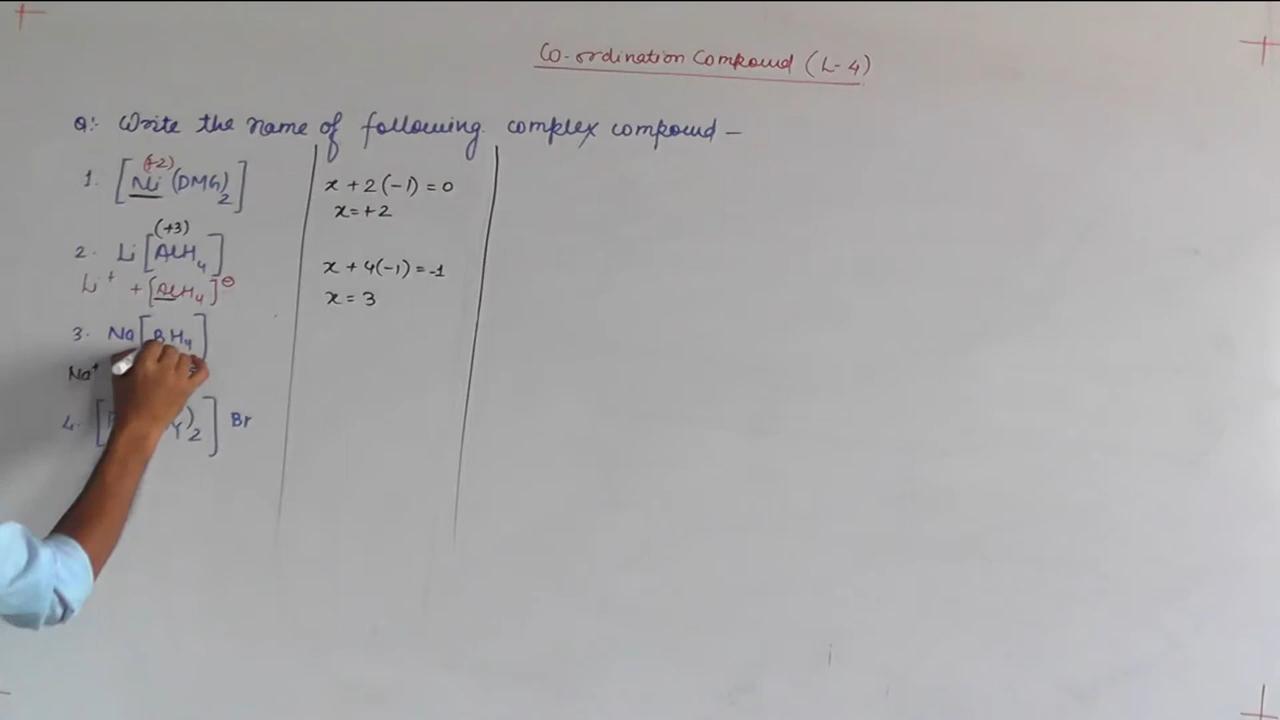 Co-ordination Compound (L-4)
Q:- Write the name of following complex compound -
1. [Ni(DMG)2]
(+2)
x + 2(-1) = 0
x = +2
2. Li[AlH4]
(+3)
Li+ + [AlH4]⊖
x + 4(-1) = -1
x = 3
3. Na[BH4]
Na+
4. [ )2] Br